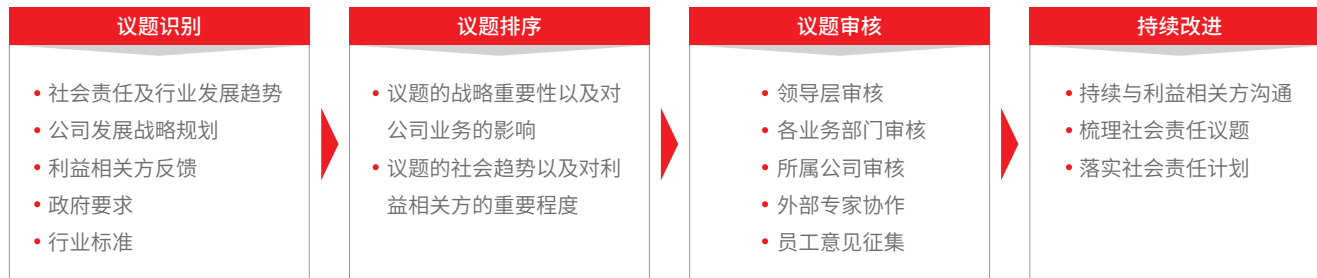 议题识别
• 社会责任及行业发展趋势
• 公司发展战略规划
• 利益相关方反馈
• 政府要求
• 行业标准
议题排序
• 议题的战略重要性以及对
公司业务的影响
• 议题的社会趋势以及对利
益相关方的重要程度
议题审核
• 领导层审核
• 各业务部门审核
• 所属公司审核
• 外部专家协作
• 员工意见征集
持续改进
• 持续与利益相关方沟通
• 梳理社会责任议题
• 落实社会责任计划